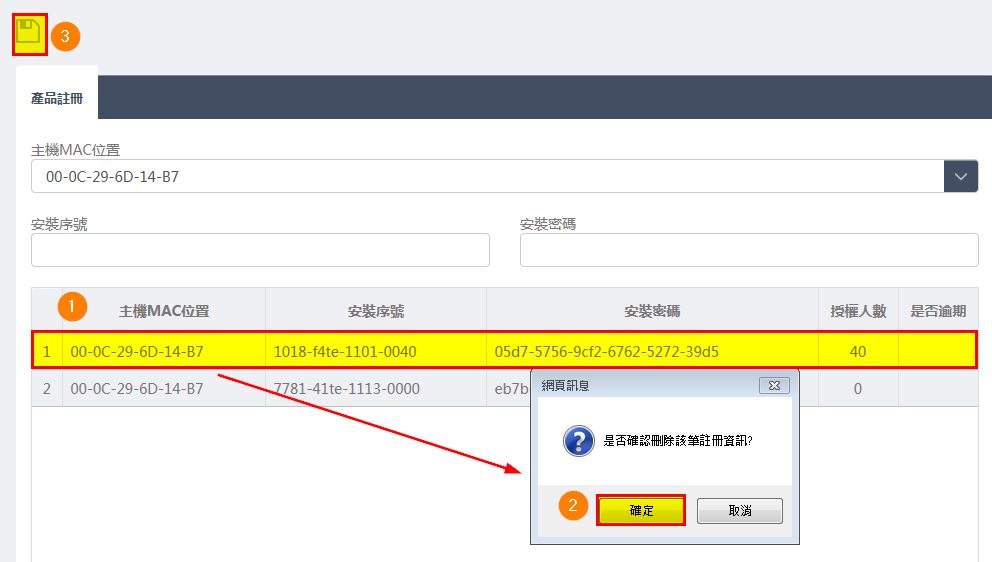 3
產品註冊
主機MAC位置
00-0C-29-6D-14-B7
安裝序號 安裝密碼
1 主機MAC位置 安裝序號 安裝密碼 授權人數 是否逾期
1 00-0C-29-6D-14-B7 1018-f4te-1101-0040 05d7-5756-9cf2-6762-5272-39d5 40
2 00-0C-29-6D-14-B7 7781-41te-1113-0000 eb7b 0
網頁訊息
是否確認刪除該筆註冊資訊?
2 確定 取消